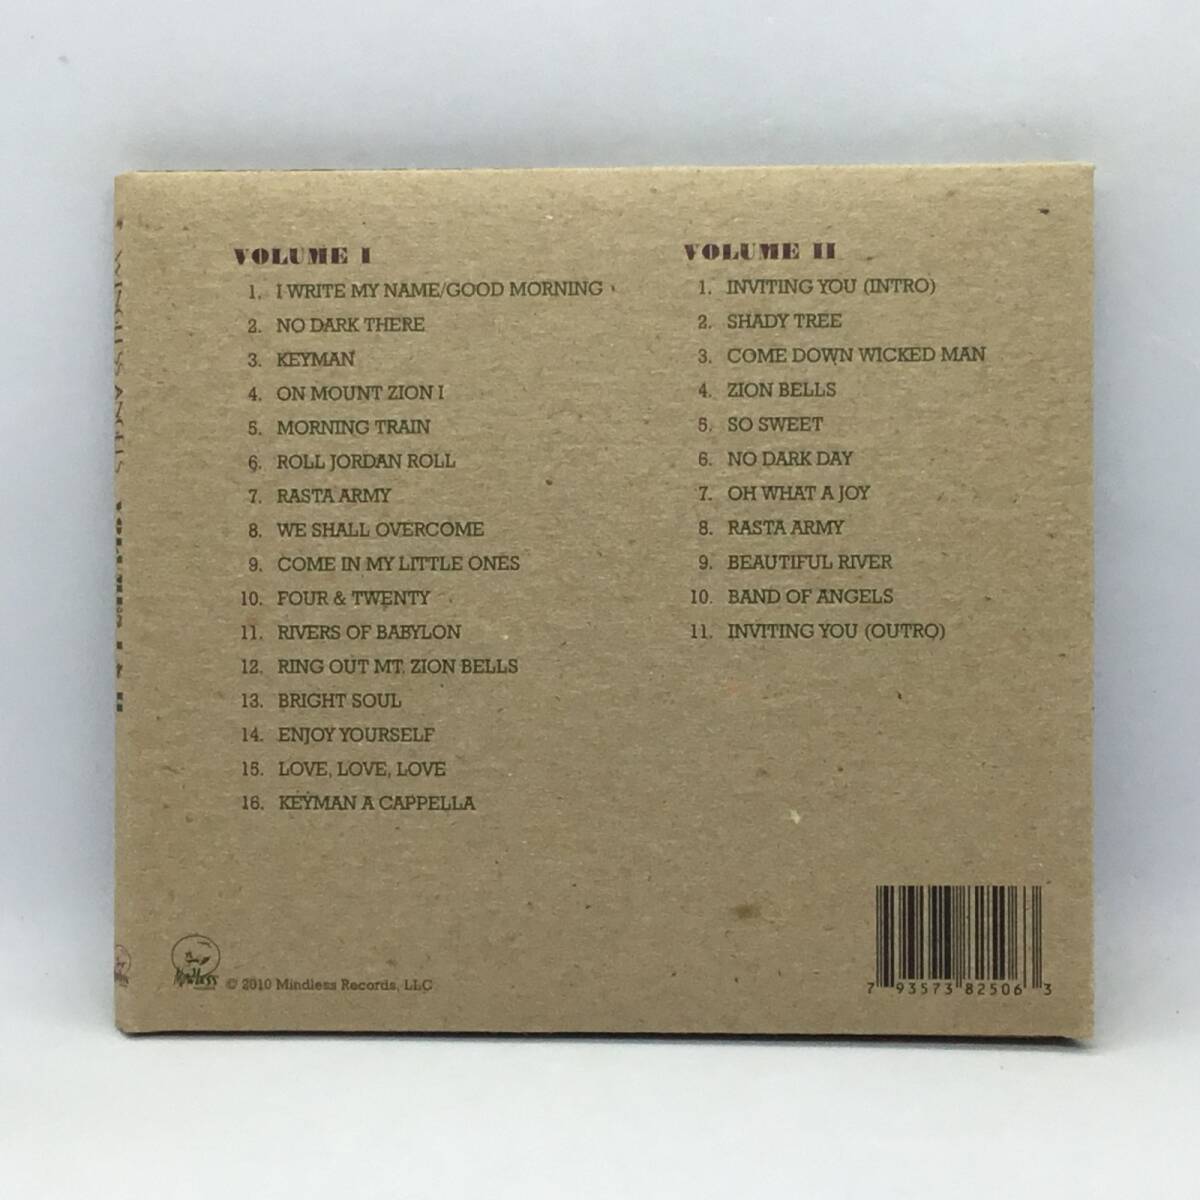 VOLUME I
1. I WRITE MY NAME/GOOD MORNING
2. NO DARK THERE
3. KEYMAN
4. ON MOUNT ZION I
5. MORNING TRAIN
6. ROLL JORDAN ROLL
7. RASTA ARMY
8. WE SHALL OVERCOME
9. COME IN MY LITTLE ONES
10. FOUR & TWENTY
11. RIVERS OF BABYLON
12. RING OUT MT. ZION BELLS
13. BRIGHT SOUL
14. ENJOY YOURSELF
15. LOVE, LOVE, LOVE
16. KEYMAN A CAPPELLA
VOLUME II
1. INVITING YOU (INTRO)
2. SHADY TREE
3. COME DOWN WICKED MAN
4. ZION BELLS
5. SO SWEET
6. NO DARK DAY
7. OH WHAT A JOY
8. RASTA ARMY
9. BEAUTIFUL RIVER
10. BAND OF ANGELS
11. INVITING YOU (OUTRO)
Mindless
© 2010 Mindless Records, LLC
7 93573 82506 3